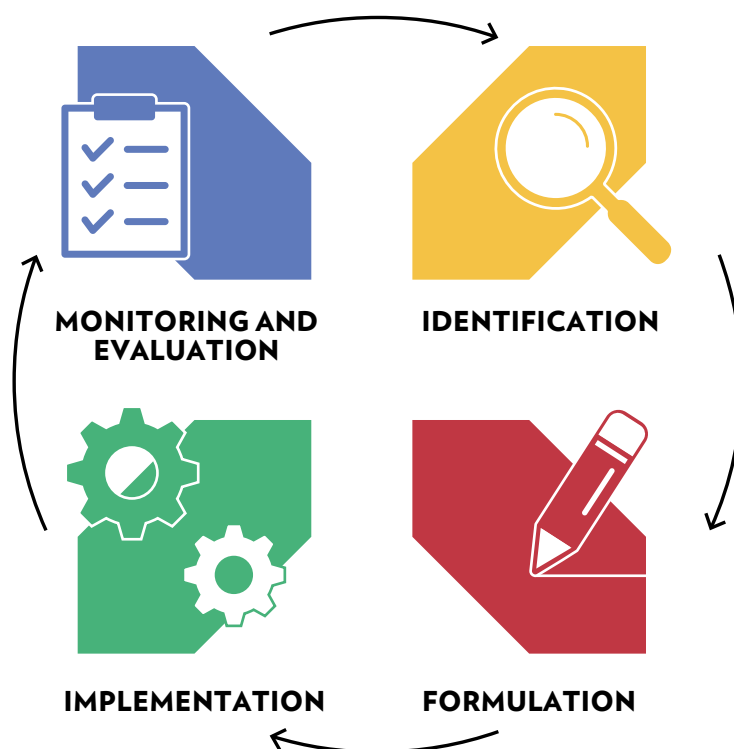 MONITORING AND
EVALUATION
IDENTIFICATION
IMPLEMENTATION
FORMULATION